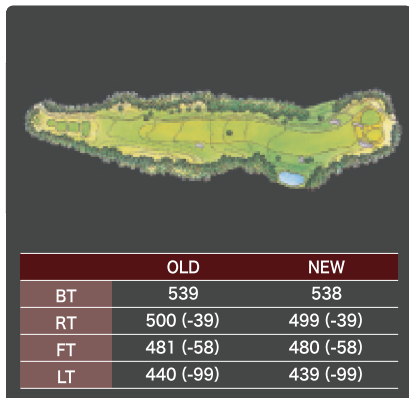 OLD NEW
BT 539 538
RT 500 (-39) 499 (-39)
FT 481 (-58) 480 (-58)
LT 440 (-99) 439 (-99)